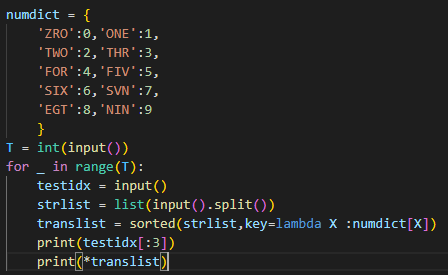 numdict = {
    'ZRO':0,'ONE':1,
    'TWO':2,'THR':3,
    'FOR':4,'FIV':5,
    'SIX':6,'SVN':7,
    'EGT':8,'NIN':9
    }
T = int(input())
for _ in range(T):
    testidx = input()
    strlist = list(input().split())
    translist = sorted(strlist,key=lambda X :numdict[X])
    print(testidx[:3])
    print(*translist)